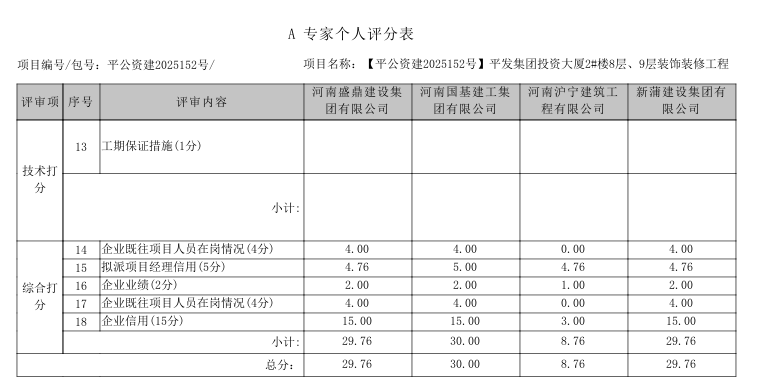 A 专家个人评分表
项目编号/包号：平公资建2025152号/ 项目名称：【平公资建2025152号】平发集团投资大厦2#楼8层、9层装饰装修工程
评审项 序号 评审内容 河南盛鼎建设集团有限公司 河南国基建工集团有限公司 河南沪宁建筑工程有限公司 新蒲建设集团有限公司
技术打分 13 工期保证措施(1分)
小计:
综合打分 14 企业既往项目人员在岗情况(4分) 4.00 4.00 0.00 4.00
15 拟派项目经理信用(5分) 4.76 5.00 4.76 4.76
16 企业业绩(2分) 2.00 2.00 1.00 2.00
17 企业既往项目人员在岗情况(4分) 4.00 4.00 0.00 4.00
18 企业信用(15分) 15.00 15.00 3.00 15.00
小计: 29.76 30.00 8.76 29.76
总分： 29.76 30.00 8.76 29.76